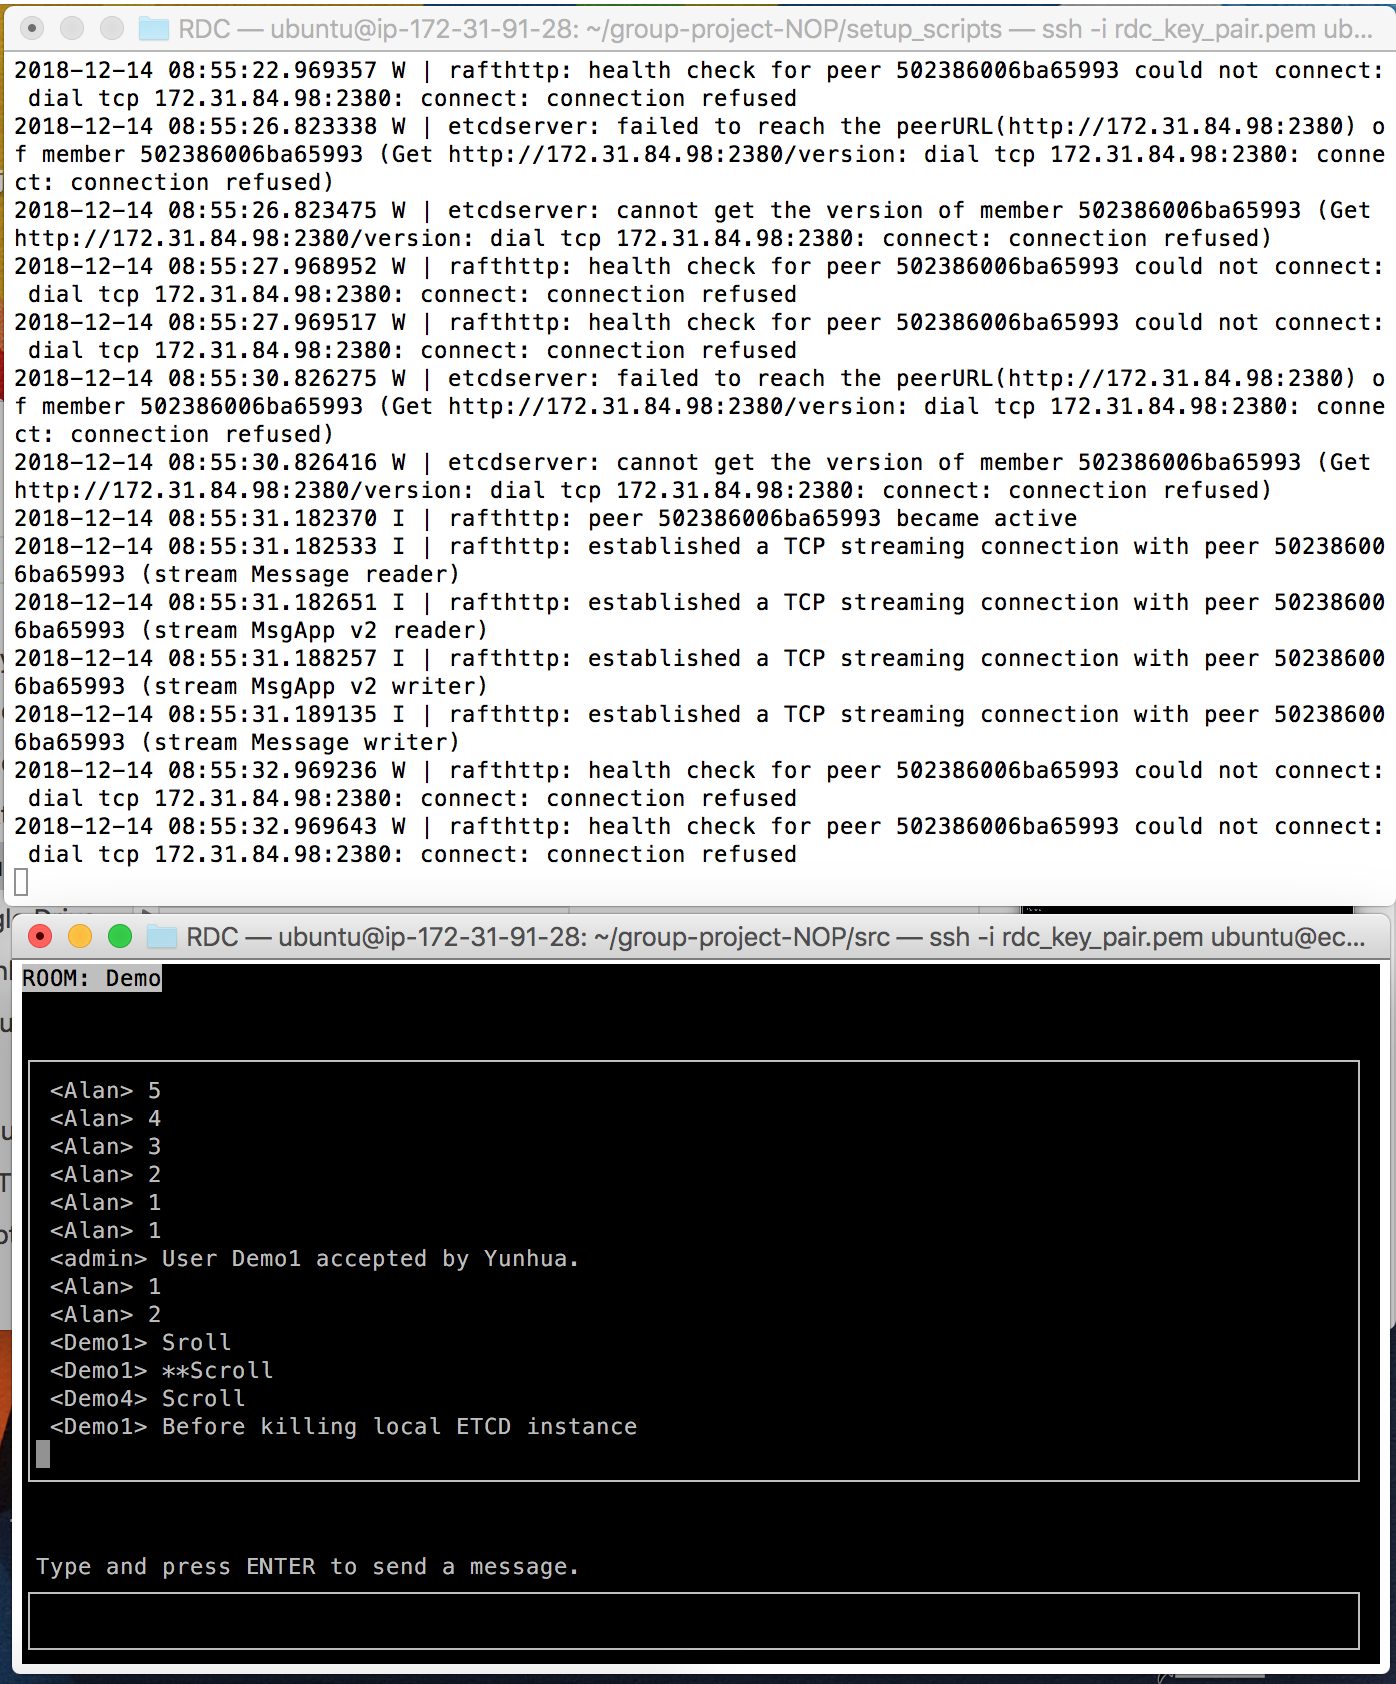 RDC — ubuntu@ip-172-31-91-28: ~/group-project-NOP/setup_scripts — ssh -i rdc_key_pair.pem ub...
2018-12-14 08:55:22.969357 W | rafthttp: health check for peer 502386006ba65993 could not connect:
dial tcp 172.31.84.98:2380: connect: connection refused
2018-12-14 08:55:26.823338 W | etcdserver: failed to reach the peerURL(http://172.31.84.98:2380) o
f member 502386006ba65993 (Get http://172.31.84.98:2380/version: dial tcp 172.31.84.98:2380: conne
ct: connection refused)
2018-12-14 08:55:26.823475 W | etcdserver: cannot get the version of member 502386006ba65993 (Get
http://172.31.84.98:2380/version: dial tcp 172.31.84.98:2380: connect: connection refused)
2018-12-14 08:55:27.968952 W | rafthttp: health check for peer 502386006ba65993 could not connect:
dial tcp 172.31.84.98:2380: connect: connection refused
2018-12-14 08:55:27.969517 W | rafthttp: health check for peer 502386006ba65993 could not connect:
dial tcp 172.31.84.98:2380: connect: connection refused
2018-12-14 08:55:30.826275 W | etcdserver: failed to reach the peerURL(http://172.31.84.98:2380) o
f member 502386006ba65993 (Get http://172.31.84.98:2380/version: dial tcp 172.31.84.98:2380: conne
ct: connection refused)
2018-12-14 08:55:30.826416 W | etcdserver: cannot get the version of member 502386006ba65993 (Get
http://172.31.84.98:2380/version: dial tcp 172.31.84.98:2380: connect: connection refused)
2018-12-14 08:55:31.182370 I | rafthttp: peer 502386006ba65993 became active
2018-12-14 08:55:31.182533 I | rafthttp: established a TCP streaming connection with peer 50238600
6ba65993 (stream Message reader)
2018-12-14 08:55:31.182651 I | rafthttp: established a TCP streaming connection with peer 50238600
6ba65993 (stream MsgApp v2 reader)
2018-12-14 08:55:31.188257 I | rafthttp: established a TCP streaming connection with peer 50238600
6ba65993 (stream MsgApp v2 writer)
2018-12-14 08:55:31.189135 I | rafthttp: established a TCP streaming connection with peer 50238600
6ba65993 (stream Message writer)
2018-12-14 08:55:32.969236 W | rafthttp: health check for peer 502386006ba65993 could not connect:
dial tcp 172.31.84.98:2380: connect: connection refused
2018-12-14 08:55:32.969643 W | rafthttp: health check for peer 502386006ba65993 could not connect:
dial tcp 172.31.84.98:2380: connect: connection refused
RDC — ubuntu@ip-172-31-91-28: ~/group-project-NOP/src — ssh -i rdc_key_pair.pem ubuntu@ec...
ROOM: Demo
<Alan> 5
<Alan> 4
<Alan> 3
<Alan> 2
<Alan> 1
<Alan> 1
<admin> User Demo1 accepted by Yunhua.
<Alan> 1
<Alan> 2
<Demo1> Sroll
<Demo1> **Scroll
<Demo4> Scroll
<Demo1> Before killing local ETCD instance
Type and press ENTER to send a message.